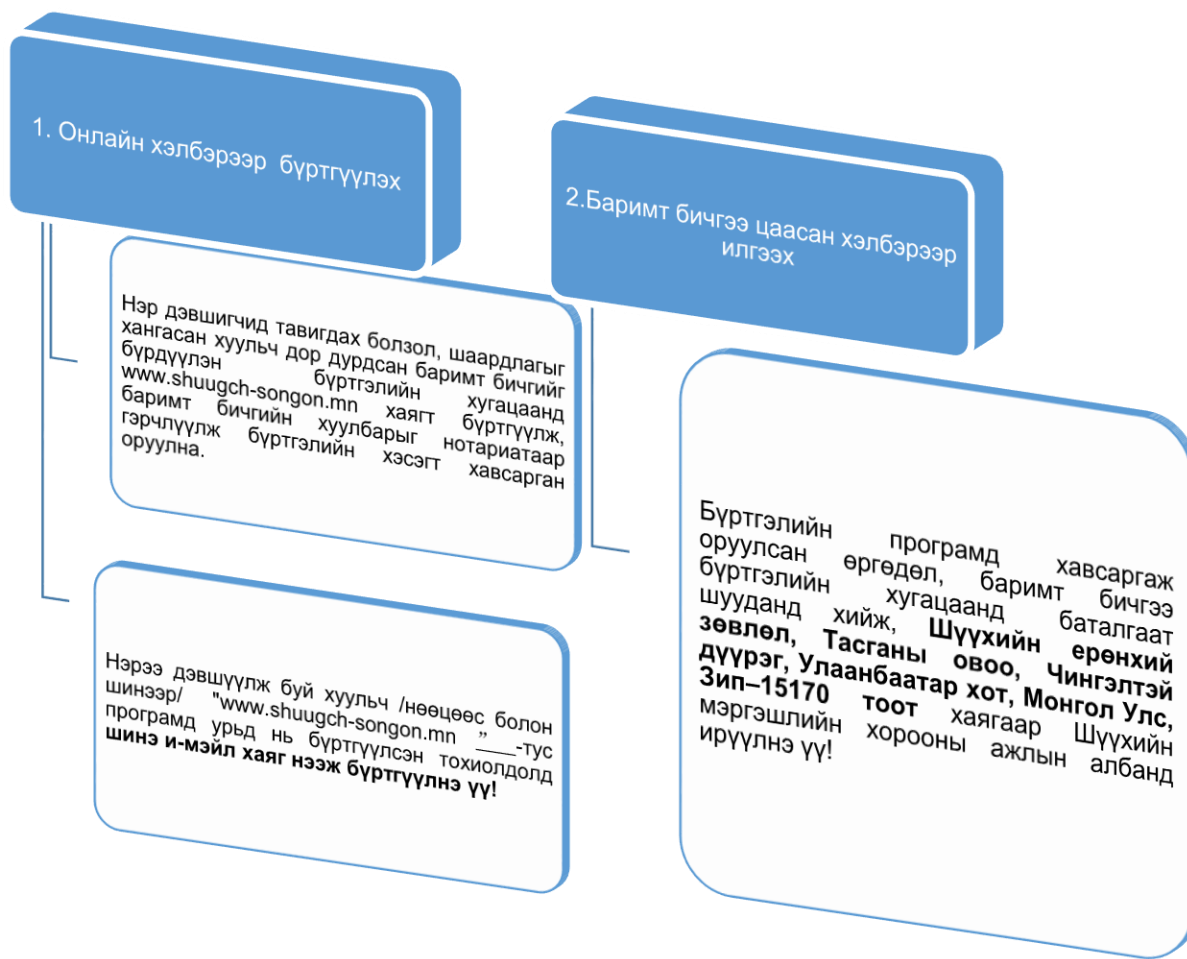 1. Онлайн хэлбэрээр бүртгүүлэх
Нэр дэвшигчид тавигдах болзол, шаардлагыг
хангасан хуульч дор дурдсан баримт бичгийг
бүрдүүлэн бүртгэлийн хугацаанд
www.shuugch-songon.mn хаягт бүртгүүлж,
баримт бичгийн хуулбарыг нотариатаар
гэрчлүүлж бүртгэлийн хэсэгт хавсарган
оруулна.
Нэрээ дэвшүүлж буй хуульч /нөөцөөс болон
шинээр/ "www.shuugch-songon.mn ” ___-тус
програмд урьд нь бүртгүүлсэн тохиолдолд
шинэ и-мэйл хаяг нээж бүртгүүлнэ үү!
2.Баримт бичгээ цаасан хэлбэрээр
илгээх
Бүртгэлийн програмд хавсаргаж
оруулсан өргөдөл, баримт бичгээ
бүртгэлийн хугацаанд баталгаат
шууданд хийж, Шүүхийн ерөнхий
зөвлөл, Тасганы овоо, Чингэлтэй
дүүрэг, Улаанбаатар хот, Монгол Улс,
Зип–15170 тоот хаягаар Шүүхийн
мэргэшлийн хорооны ажлын албанд
ирүүлнэ үү!